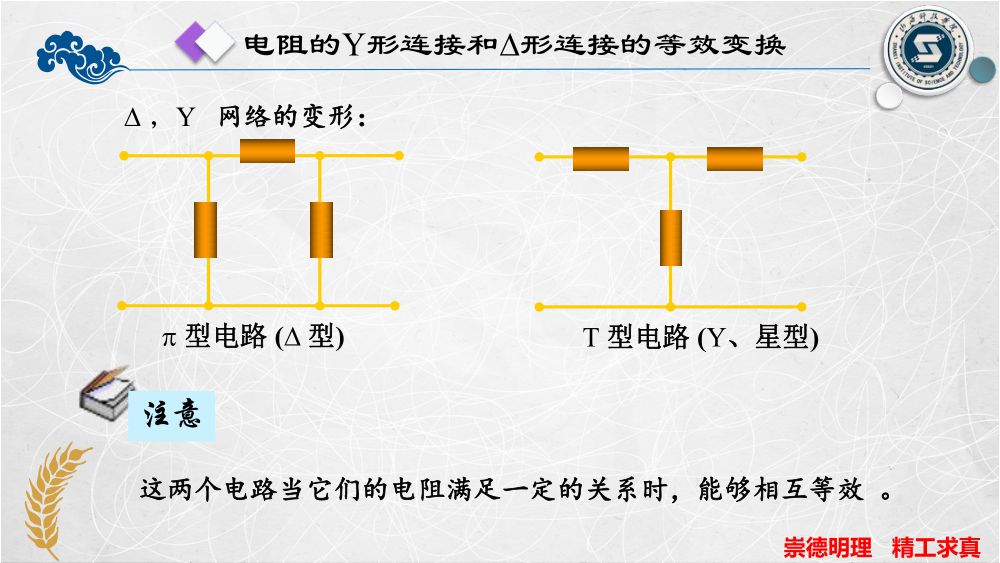 电阻的Y形连接和Δ形连接的等效变换
Δ ，Y 网络的变形：
π 型电路 (Δ 型)
T 型电路 (Y、星型)
注意
这两个电路当它们的电阻满足一定的关系时，能够相互等效 。
崇德明理 精工求真